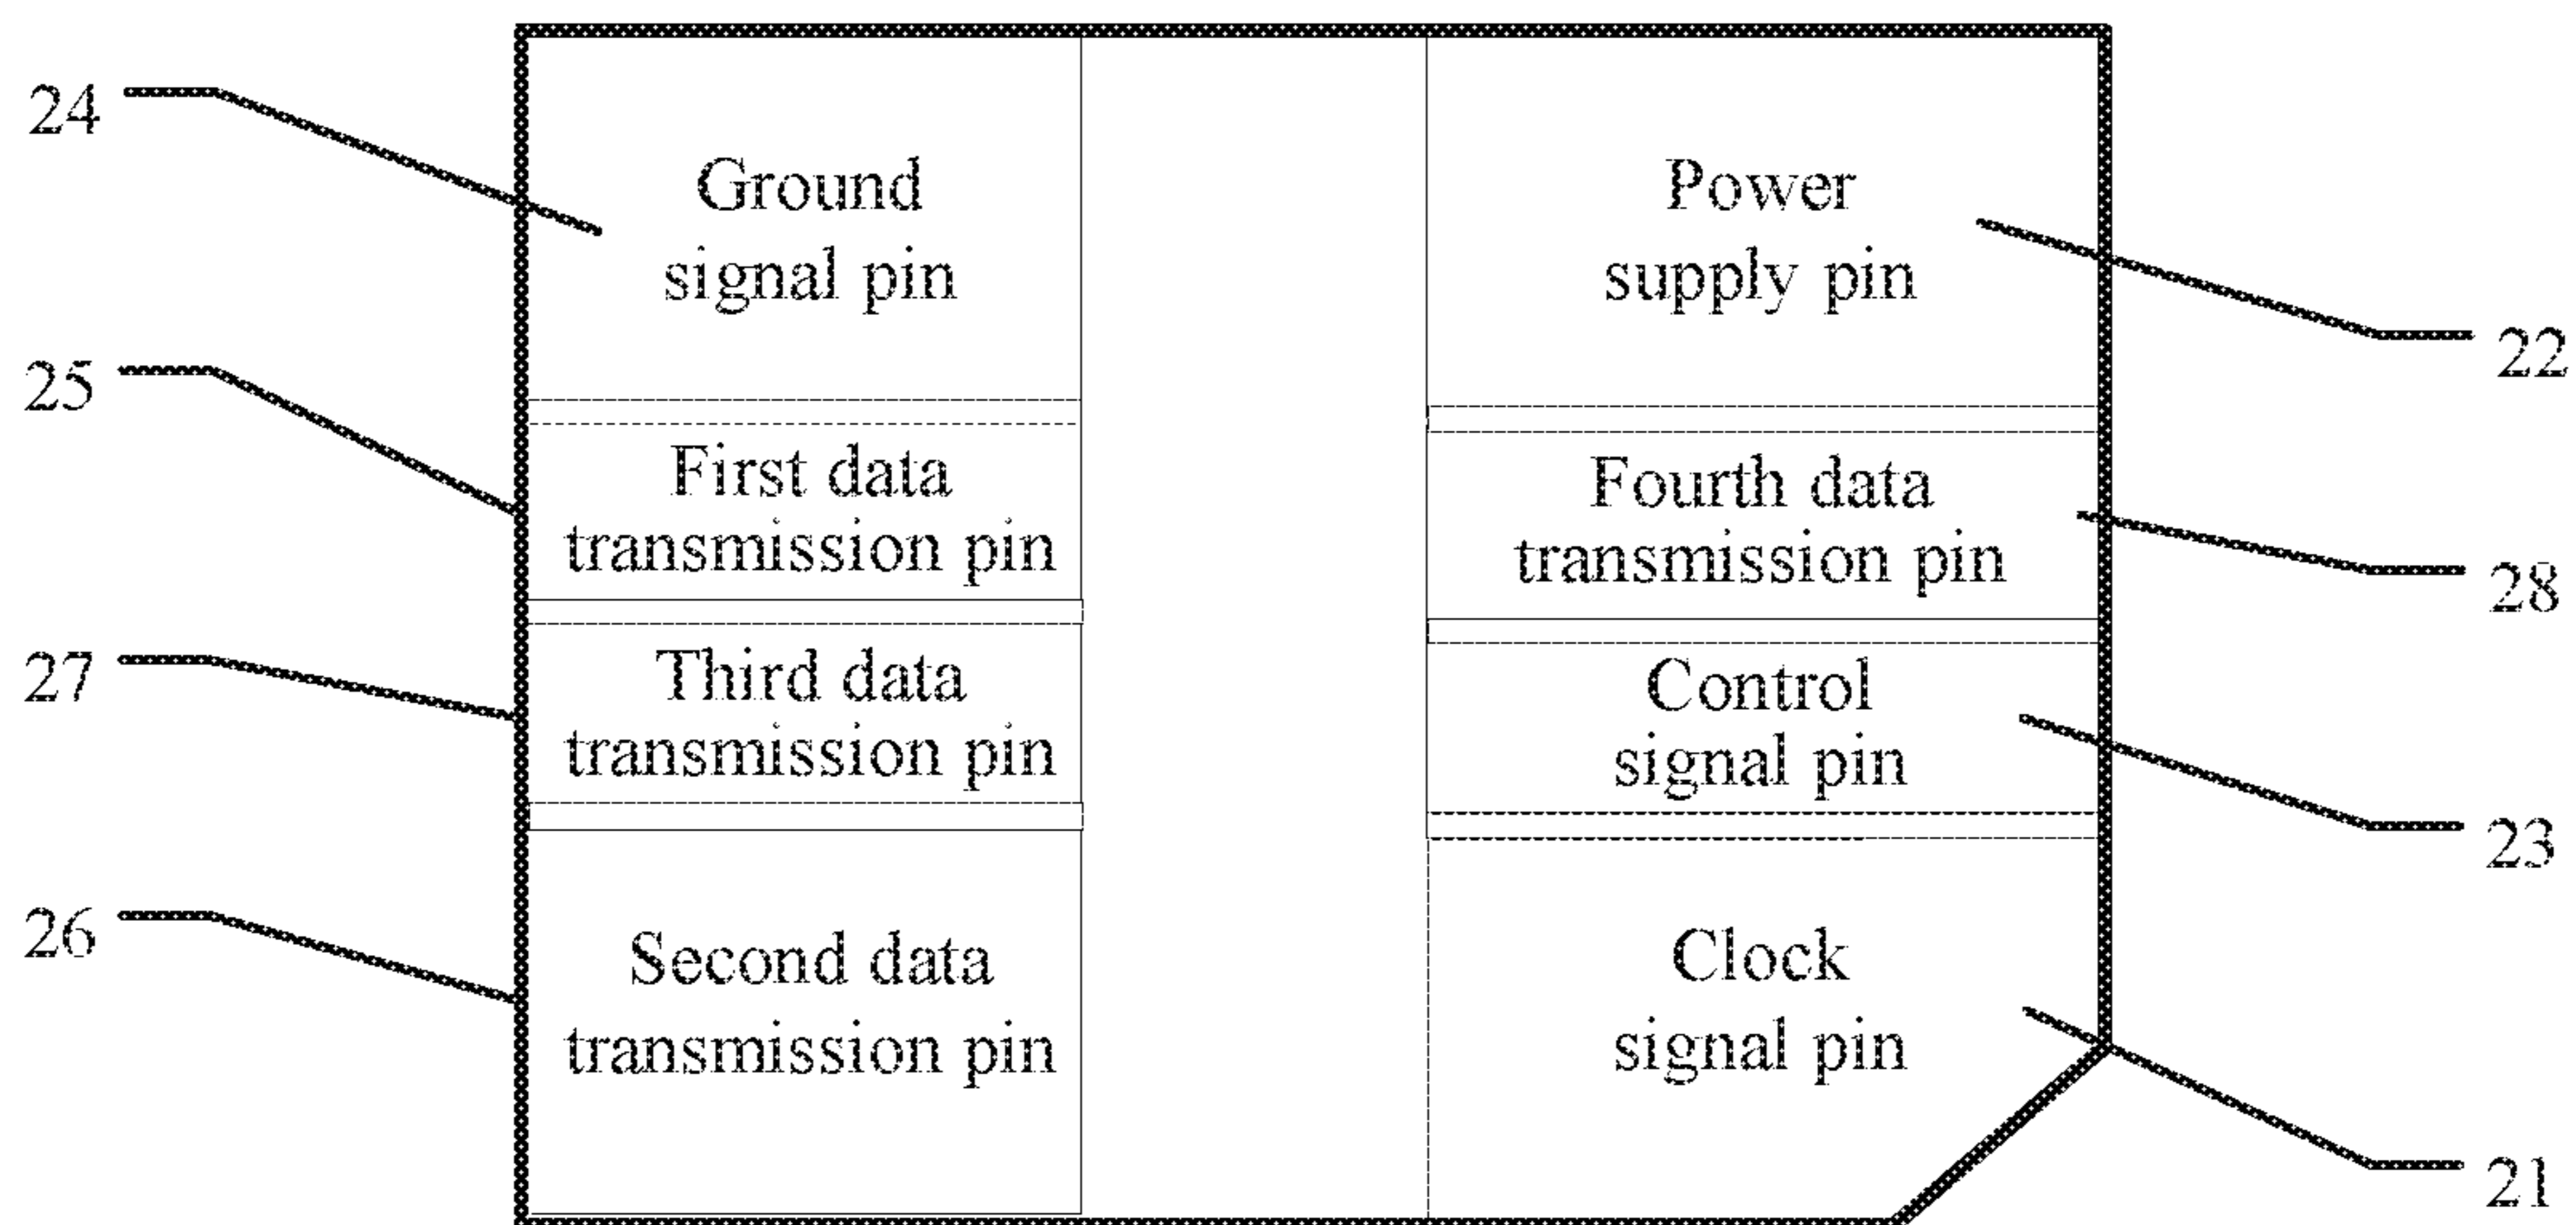 24
Ground
signal pin
Power
supply pin
22
25
First data
transmission pin
Fourth data
transmission pin
28
27
Third data
transmission pin
Control
signal pin
23
26
Second data
transmission pin
Clock
signal pin
21